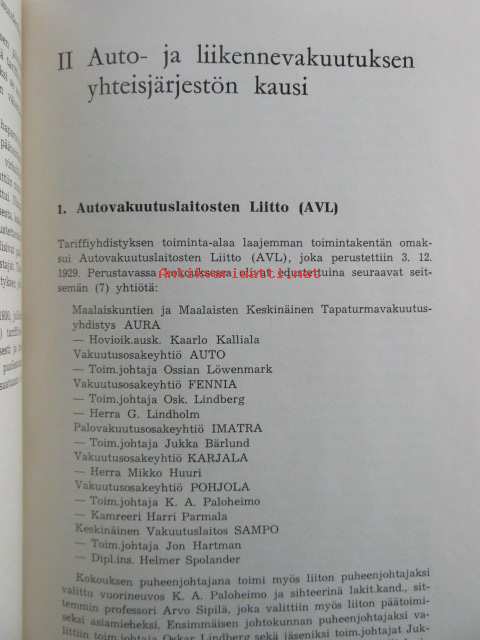 II Auto- ja liikennevakuutuksen
yhteisjärjestön kausi
1. Autovakuutuslaitosten Liitto (AVL)
Tariffiyhdistyksen toiminta-alaa laajemman toimintakentän omak-
sui Autovakuutuslaitosten Liitto (AVL), joka perustettiin 3. 12.
1929. Perustavassa kokouksessa olivat edustettuina seuraavat seit-
semän (7) yhtiötä:
Maalaiskuntien ja Maalaisten Keskinäinen Tapaturmavakuutus-
yhdistys AURA
— Hovioik.ausk. Kaarlo Kalliala
Vakuutusosakeyhtiö AUTO
— Toim.johtaja Ossian Löwenmark
Vakuutusosakeyhtiö FENNIA
— Toim.johtaja Osk. Lindberg
— Herra G. Lindholm
Palovakuutusosakeyhtiö IMATRA
— Toim.johtaja Jukka Bärlund
Vakuutusosakeyhtiö KARJALA
— Herra Mikko Huuri
Vakuutusosakeyhtiö POHJOLA
— Toim.johtaja K. A. Paloheimo
— Kamreeri Harri Parmala
Keskinäinen Vakuutuslaitos SAMPO
— Toim.johtaja Jon Hartman
— Dipl.ins. Helmer Spolander
Kokouksen puheenjohtajana toimi myös liiton puheenjohtajaksi
valittu vuorineuvos K. A. Paloheimo ja sihteerinä lakit.kand., sit-
temmin professori Arvo Sipilä, joka valittiin myös liiton päätoimi-
seksi asiamieheksi. Ensimmäisen johtokunnan puheenjohtajaksi va-
littiin toim.johtaja Oskar Lindberg sekä jäseniksi toim.johtajat Juk-